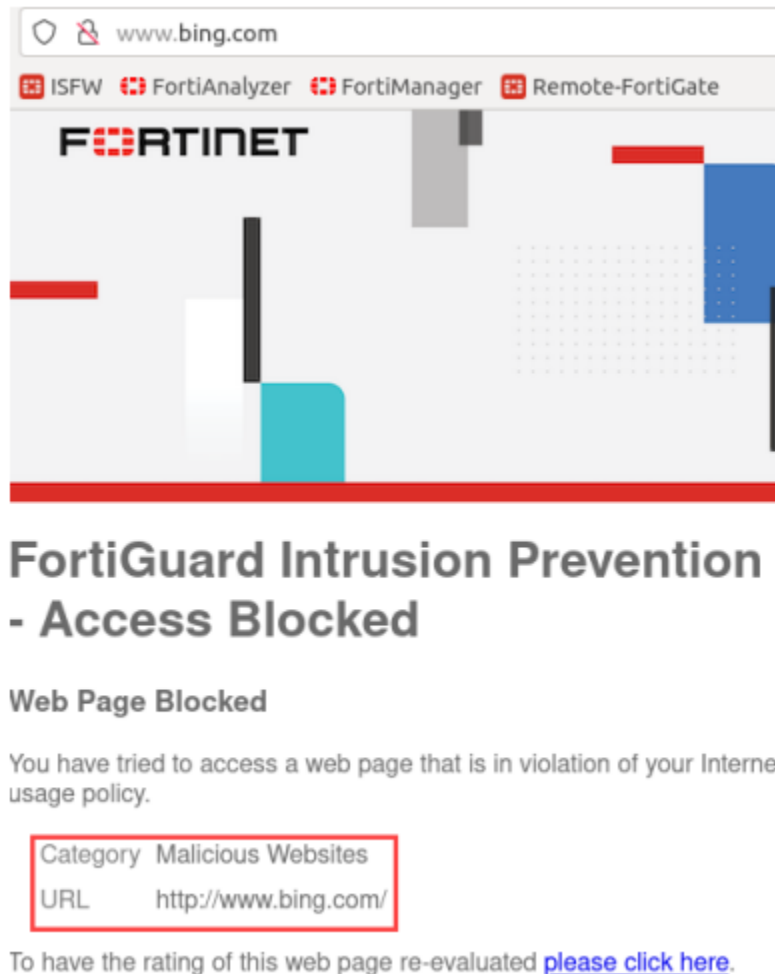 www.bing.com
ISFW FortiAnalyzer FortiManager Remote-FortiGate
FORTINET
FortiGuard Intrusion Prevention
- Access Blocked
Web Page Blocked
You have tried to access a web page that is in violation of your Interne
usage policy.
Category Malicious Websites
URL http://www.bing.com/
To have the rating of this web page re-evaluated please click here.